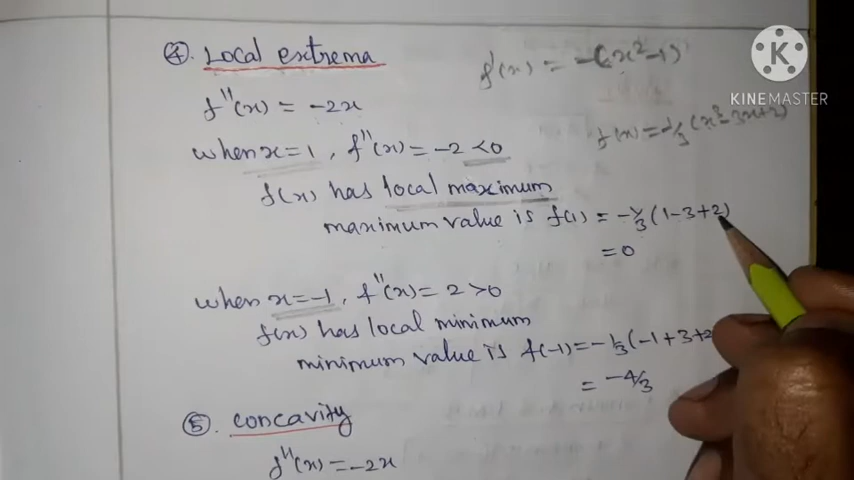 ④. Local extrema
f'(x) = -(x²-1)
KINEMASTER
f''(x) = -2x
f(x) = -1/3 (x³-3x+2)
when x=1, f''(x) = -2 < 0
f(x) has local maximum
maximum value is f(1) = -1/3 (1-3+2)
= 0
when x=-1, f''(x) = 2 > 0
f(x) has local minimum
minimum value is f(-1) = -1/3 (-1+3+2
= -4/3
⑤. concavity
f''(x) = -2x